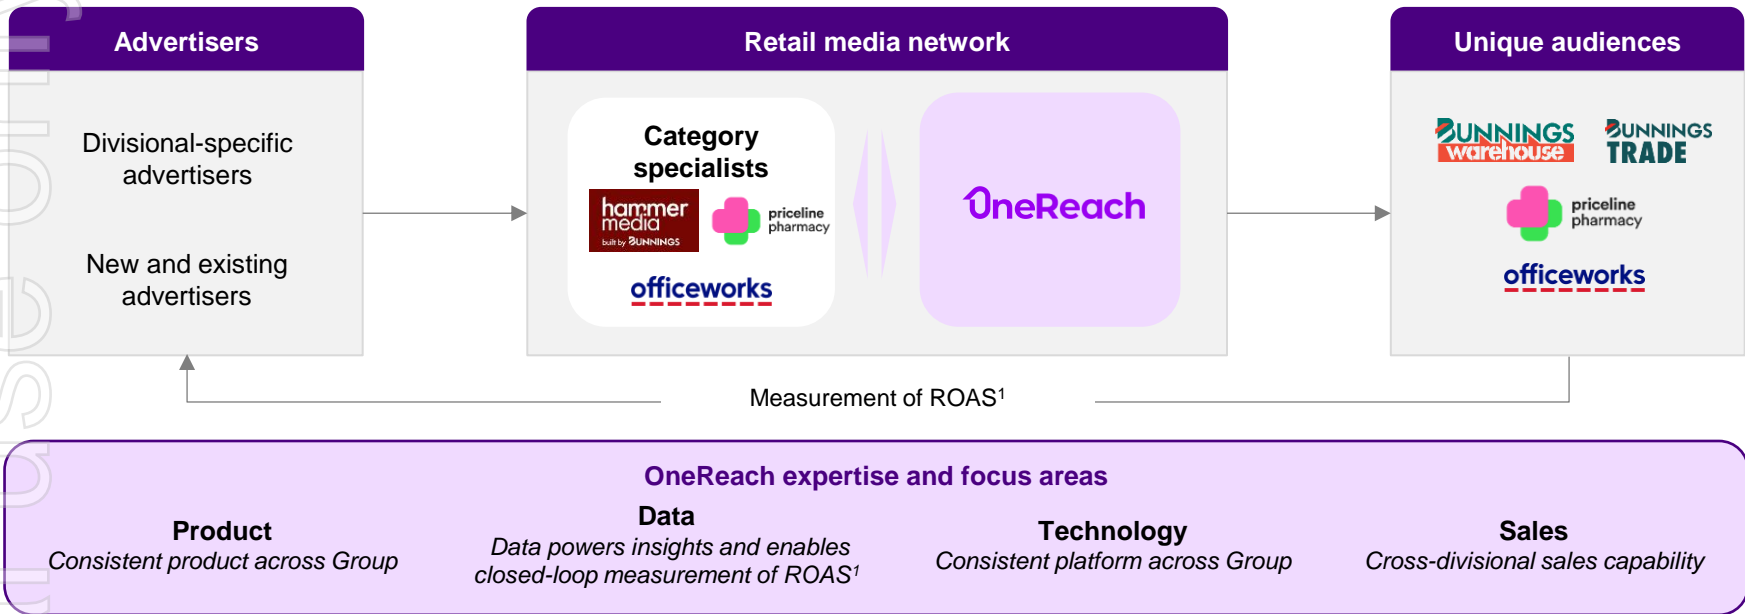 Advertisers
Divisional-specific
advertisers
New and existing
advertisers
Retail media network
Category
specialists
hammer
media
built by BUNNINGS
priceline
pharmacy
officeworks
OneReach
Unique audiences
BUNNINGS
warehouse
BUNNINGS
TRADE
priceline
pharmacy
officeworks
Measurement of ROAS¹
OneReach expertise and focus areas
Product
Consistent product across Group
Data
Data powers insights and enables
closed-loop measurement of ROAS¹
Technology
Consistent platform across Group
Sales
Cross-divisional sales capability